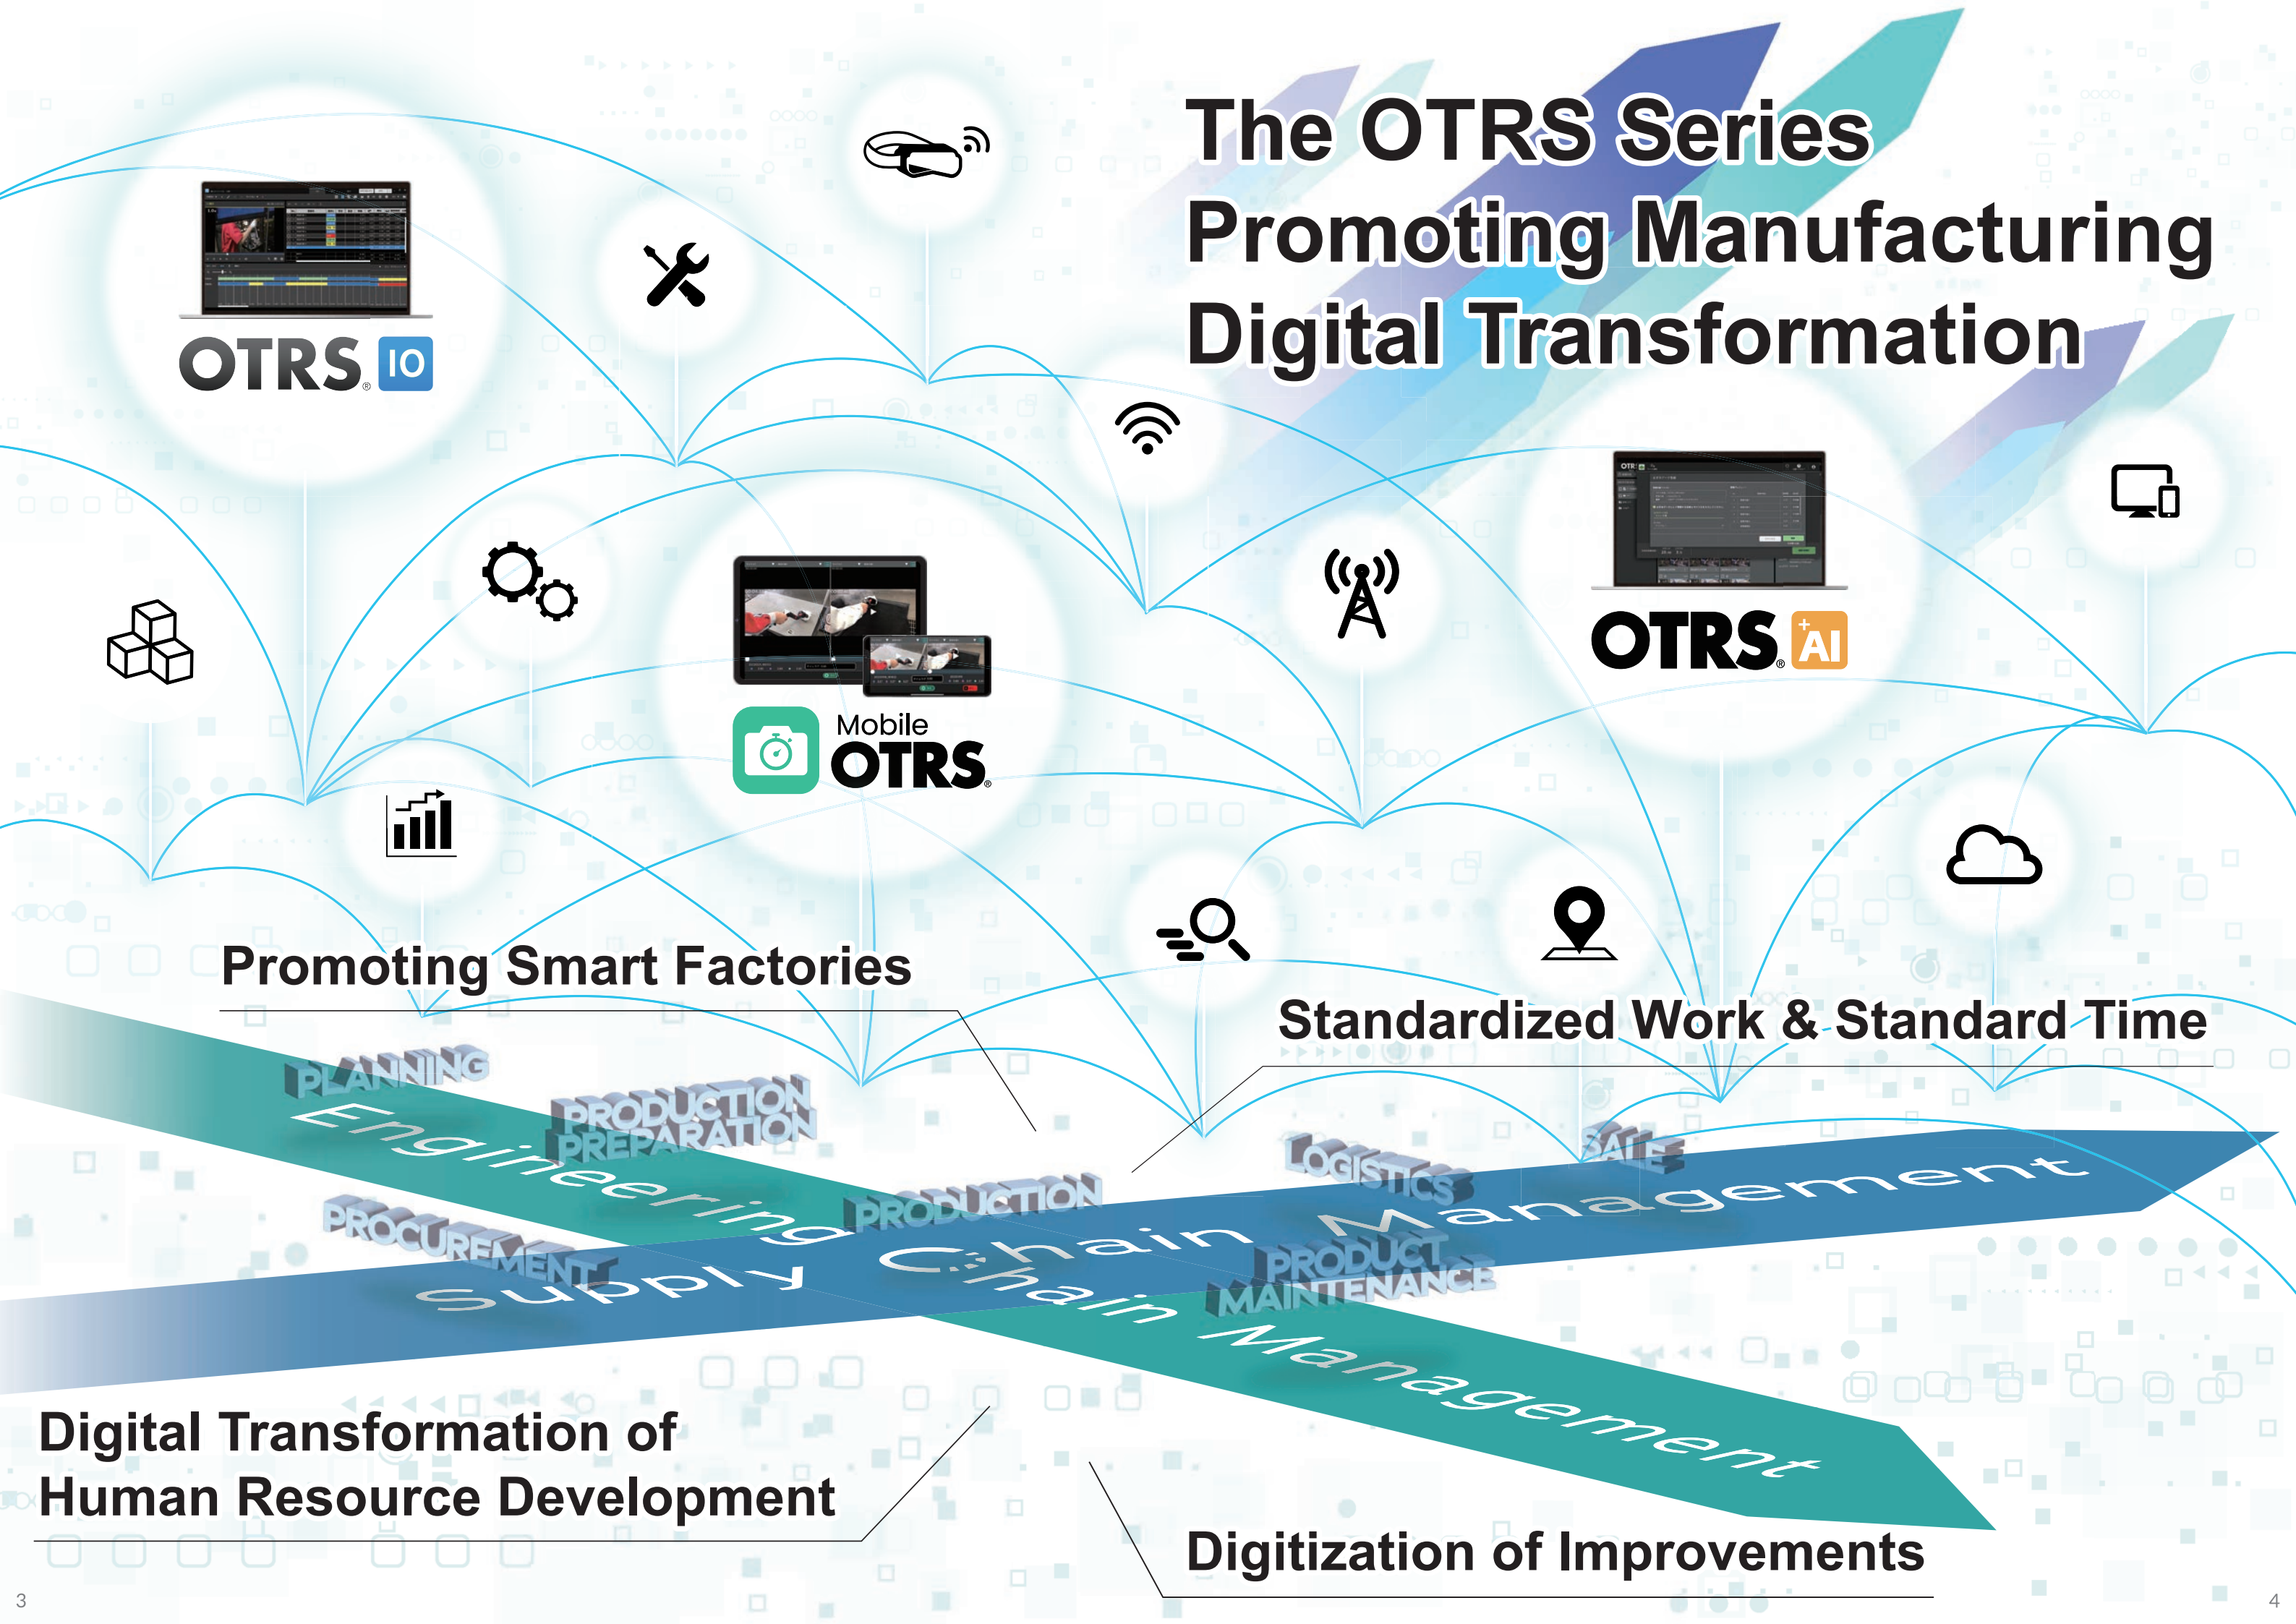 The OTRS Series
Promoting Manufacturing
Digital Transformation
OTRS® 10
Mobile
OTRS®
OTRS® +AI
Promoting Smart Factories
Standardized Work & Standard Time
PLANNING
PRODUCTION
PREPARATION
PROCUREMENT
PRODUCTION
LOGISTICS
SALE
PRODUCT
MAINTENANCE
Engineering Chain Management
Supply Chain Management
Digital Transformation of
Human Resource Development
Digitization of Improvements
3
4